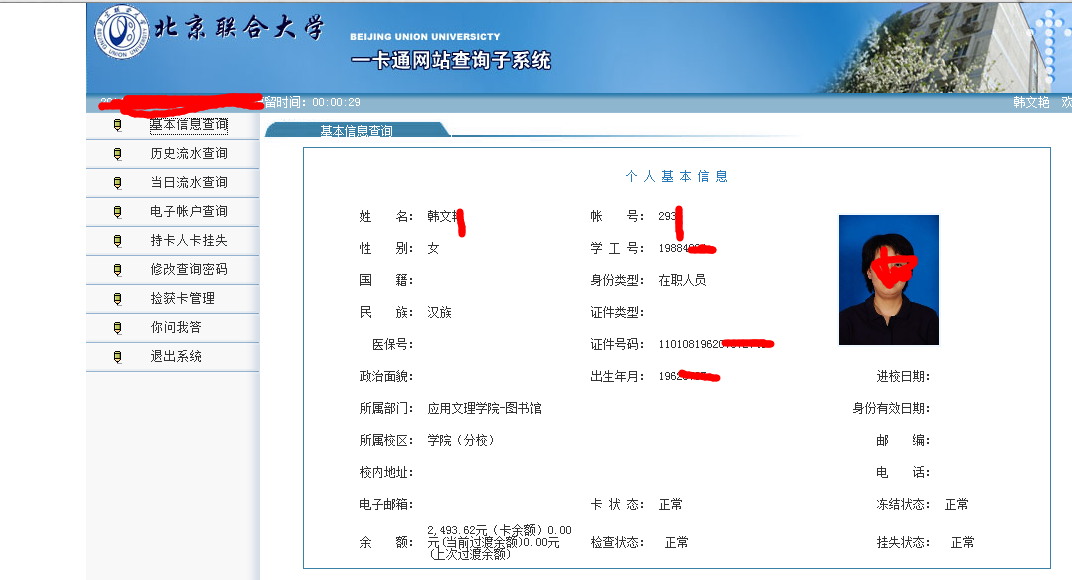 北京联合大学
BEIJING UNION UNIVERSICTY
一卡通网站查询子系统
留时间：00:00:29
韩文艳 欢
基本信息查询
历史流水查询
当日流水查询
电子帐户查询
持卡人卡挂失
修改查询密码
捡获卡管理
你问我答
退出系统
基本信息查询
个人基本信息
姓 名： 韩文 帐 号： 293
性 别： 女 学 工 号： 19884
国 籍： 身份类型： 在职人员
民 族： 汉族 证件类型：
医保号： 证件号码： 1101081962
政治面貌： 出生年月： 196 进校日期：
所属部门： 应用文理学院-图书馆 身份有效日期：
所属校区： 学院（分校） 邮 编：
校内地址： 电 话：
电子邮箱： 卡 状 态： 正常 冻结状态： 正常
余 额： 2,493.62元（卡余额）0.00
元(当前过渡余额)0.00元
(上次过渡余额) 检查状态： 正常 挂失状态： 正常